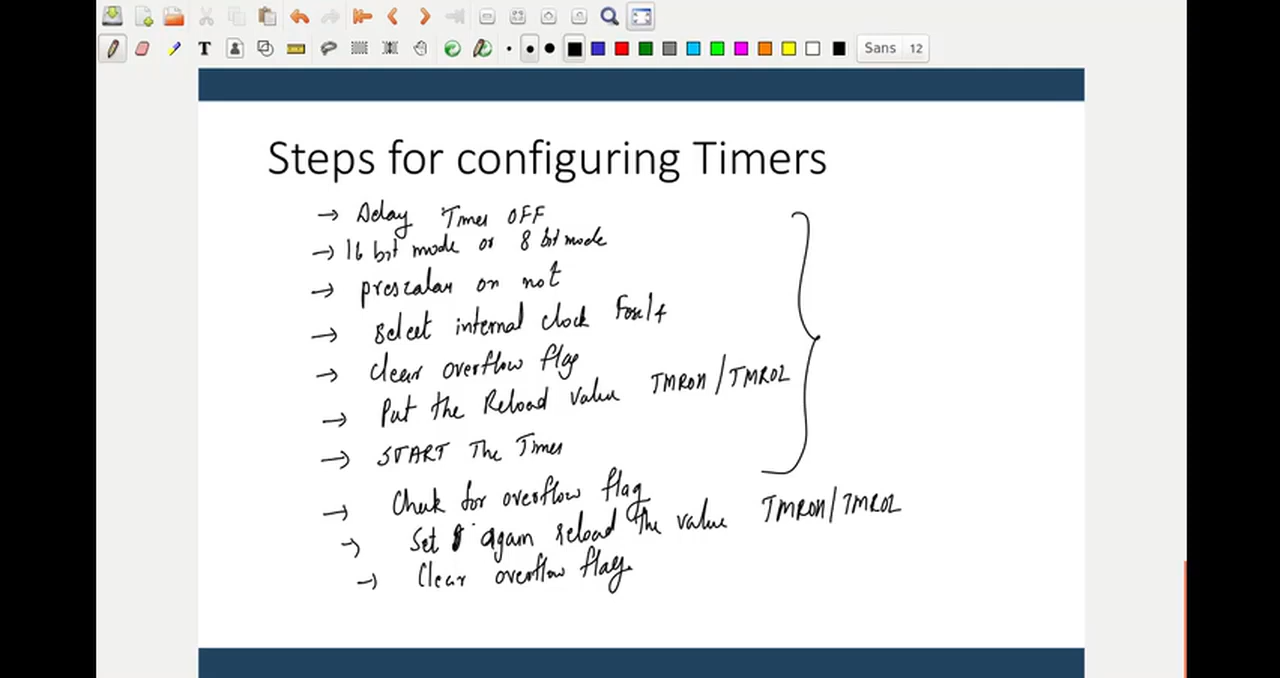 Sans 12
Steps for configuring Timers
→ Delay Timer OFF
→ 16 bit mode or 8 bit mode
→ prescalar or not
→ Select internal clock Fosc/4
→ Clear overflow flag
→ Put the Reload value TMR0H/TMR0L
→ START The Timer
→ Check for overflow flag
→ Set again reload the value TMR0H/TMR0L
→ Clear overflow flag.